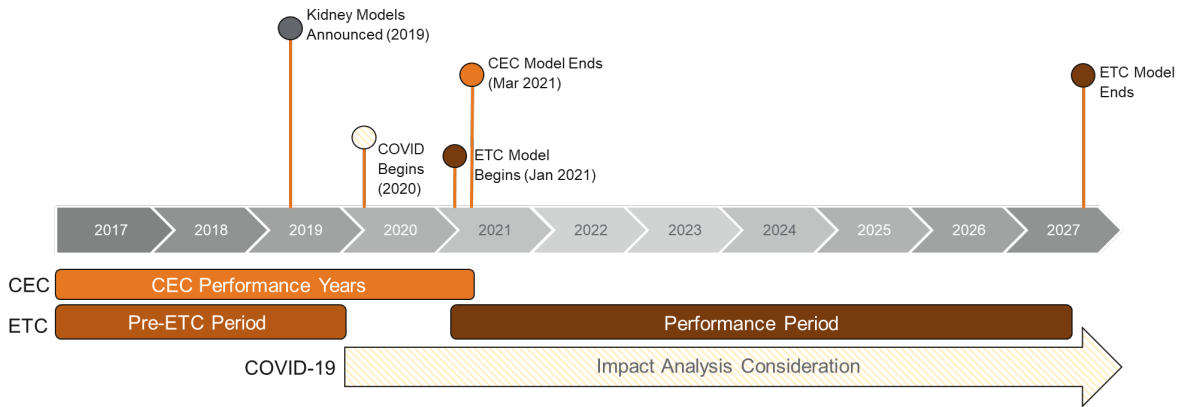 Kidney Models
Announced (2019)
CEC Model Ends
(Mar 2021)
ETC Model
Ends
COVID
Begins
(2020)
ETC Model
Begins (Jan 2021)
2017 2018 2019 2020 2021 2022 2023 2024 2025 2026 2027
CEC CEC Performance Years
ETC Pre-ETC Period Performance Period
COVID-19 Impact Analysis Consideration